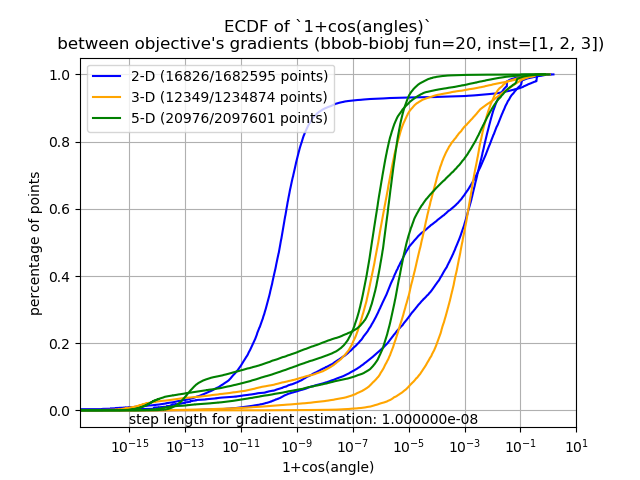 ECDF of `1+cos(angles)`
between objective's gradients (bbob-biobj fun=20, inst=[1, 2, 3])
1.0
2-D (16826/1682595 points)
3-D (12349/1234874 points)
5-D (20976/2097601 points)
0.8
0.6
0.4
0.2
0.0
percentage of points
step length for gradient estimation: 1.000000e-08
10⁻¹⁵ 10⁻¹³ 10⁻¹¹ 10⁻⁹ 10⁻⁷ 10⁻⁵ 10⁻³ 10⁻¹ 10¹
1+cos(angle)